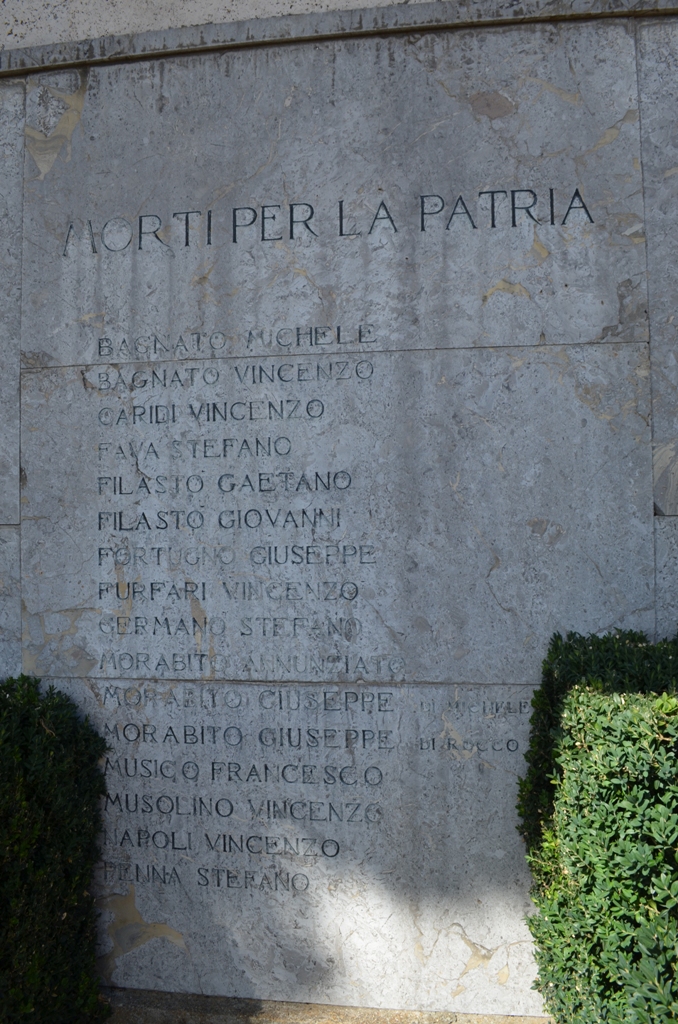 MORTI PER LA PATRIA
BAGNATO MICHELE
BAGNATO VINCENZO
CARIDI VINCENZO
FAVA STEFANO
FILASTO GAETANO
FILASTO GIOVANNI
FORTUGNO GIUSEPPE
FURFARI VINCENZO
GERMANO STEFANO
MORABITO ANNUNZIATO
MORABITO GIUSEPPE DI MICHELE
MORABITO GIUSEPPE DI ROCCO
MUSICO FRANCESCO
MUSOLINO VINCENZO
NAPOLI VINCENZO
PENNA STEFANO